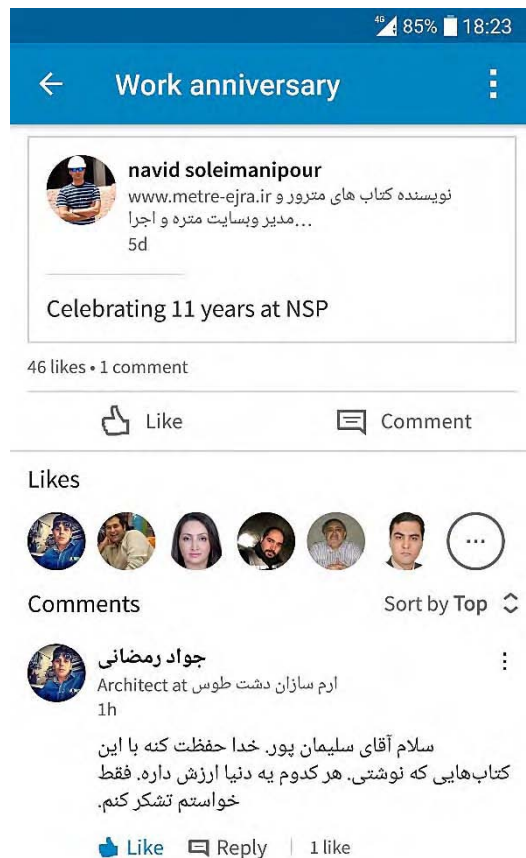 4G 85% 18:23
Work anniversary
navid soleimanipour
نویسنده کتاب های مترور و www.metre-ejra.ir
مدیر وبسایت متره و اجرا...
5d
Celebrating 11 years at NSP
46 likes • 1 comment
Like Comment
Likes
...
Comments Sort by Top
جواد رمضانی
Architect at ارم سازان دشت طوس
1h
سلام آقای سلیمان پور. خدا حفظت کنه با این
کتاب‌هایی که نوشتی. هر کدوم یه دنیا ارزش داره. فقط
خواستم تشکر کنم.
Like Reply | 1 like